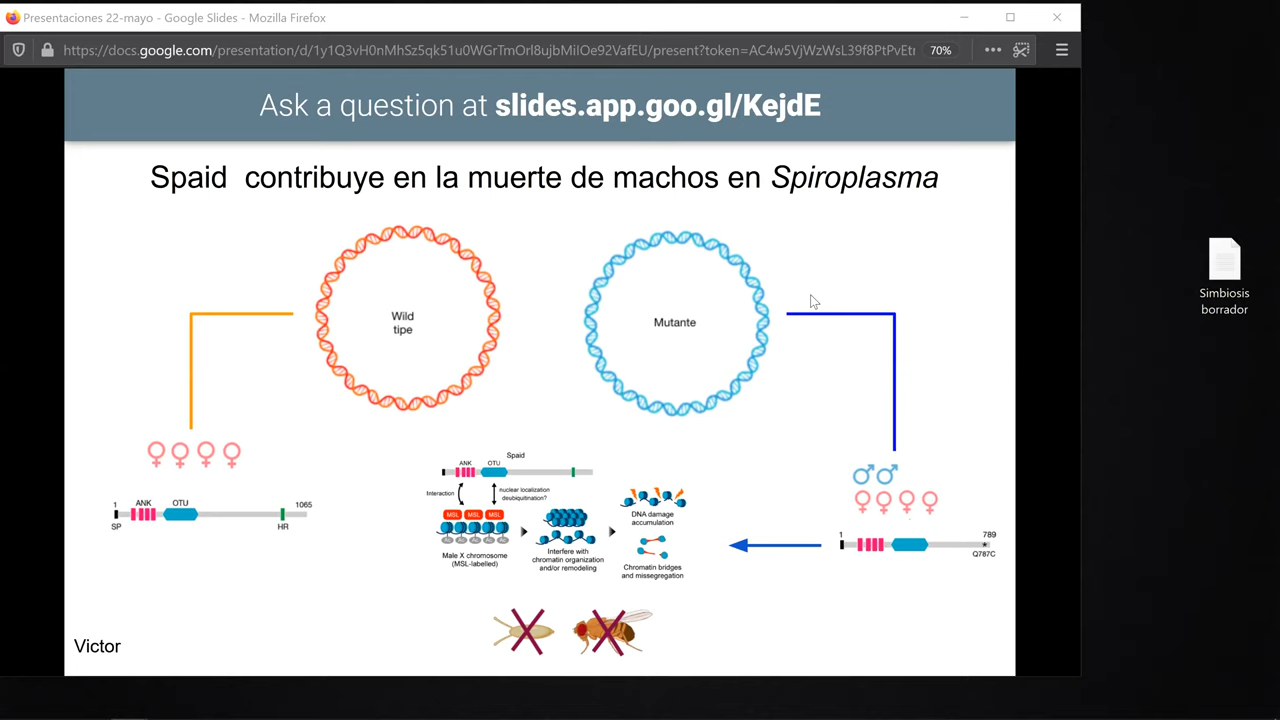 Presentaciones 22-mayo - Google Slides - Mozilla Firefox
https://docs.google.com/presentation/d/1y1Q3vH0nMhSz5qk51u0WGrTmOrl8ujbMilOe92VafEU/present?token=AC4w5VjWzWsL39f8PtPvEtr
70%
Ask a question at slides.app.goo.gl/KejdE
Spaid contribuye en la muerte de machos en Spiroplasma
Wild
tipe
Mutante
Simbiosis
borrador
1 ANK OTU 1065
SP HR
Spaid
ANK OTU
Interaction
nuclear localization
deubiquitination?
MSL MSL MSL
Male X chromosome
(MSL-labelled)
Interfere with
chromatin organization
and/or remodeling
DNA damage
accumulation
Chromatin bridges
and missegregation
1 789
*
Q787C
Victor